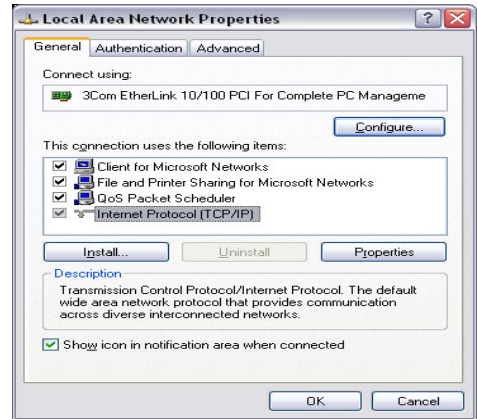 Local Area Network Properties
General Authentication Advanced
Connect using:
3Com EtherLink 10/100 PCI For Complete PC Manageme
Configure...
This connection uses the following items:
Client for Microsoft Networks
File and Printer Sharing for Microsoft Networks
QoS Packet Scheduler
Internet Protocol (TCP/IP)
Install... Uninstall Properties
Description
Transmission Control Protocol/Internet Protocol. The default
wide area network protocol that provides communication
across diverse interconnected networks.
Show icon in notification area when connected
OK Cancel